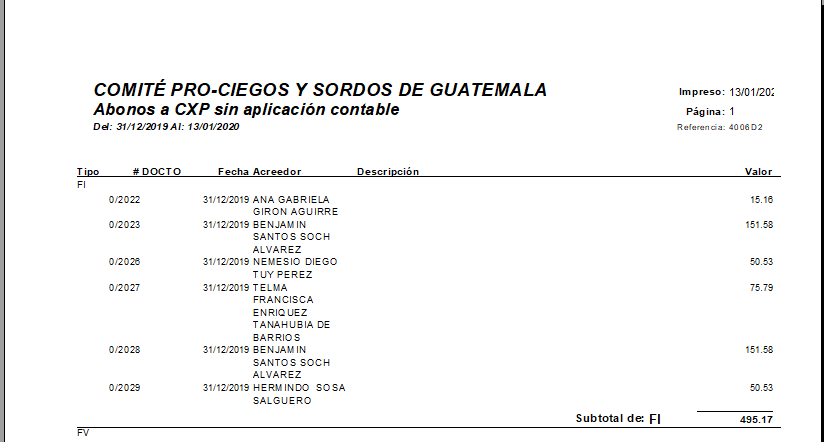 COMITÉ PRO-CIEGOS Y SORDOS DE GUATEMALA
Impreso: 13/01/202
Abonos a CXP sin aplicación contable
Página: 1
Del: 31/12/2019 Al: 13/01/2020
Referencia: 4006D2
Tipo # DOCTO Fecha Acreedor Descripción Valor
FI
0/2022 31/12/2019 ANA GABRIELA 15.16
GIRON AGUIRRE
0/2023 31/12/2019 BENJAMIN 151.58
SANTOS SOCH
ALVAREZ
0/2026 31/12/2019 NEMESIO DIEGO 50.53
TUY PEREZ
0/2027 31/12/2019 TELMA 75.79
FRANCISCA
ENRIQUEZ
TANAHUBIA DE
BARRIOS
0/2028 31/12/2019 BENJAMIN 151.58
SANTOS SOCH
ALVAREZ
0/2029 31/12/2019 HERMINDO SOSA 50.53
SALGUERO
Subtotal de: FI 495.17
FV